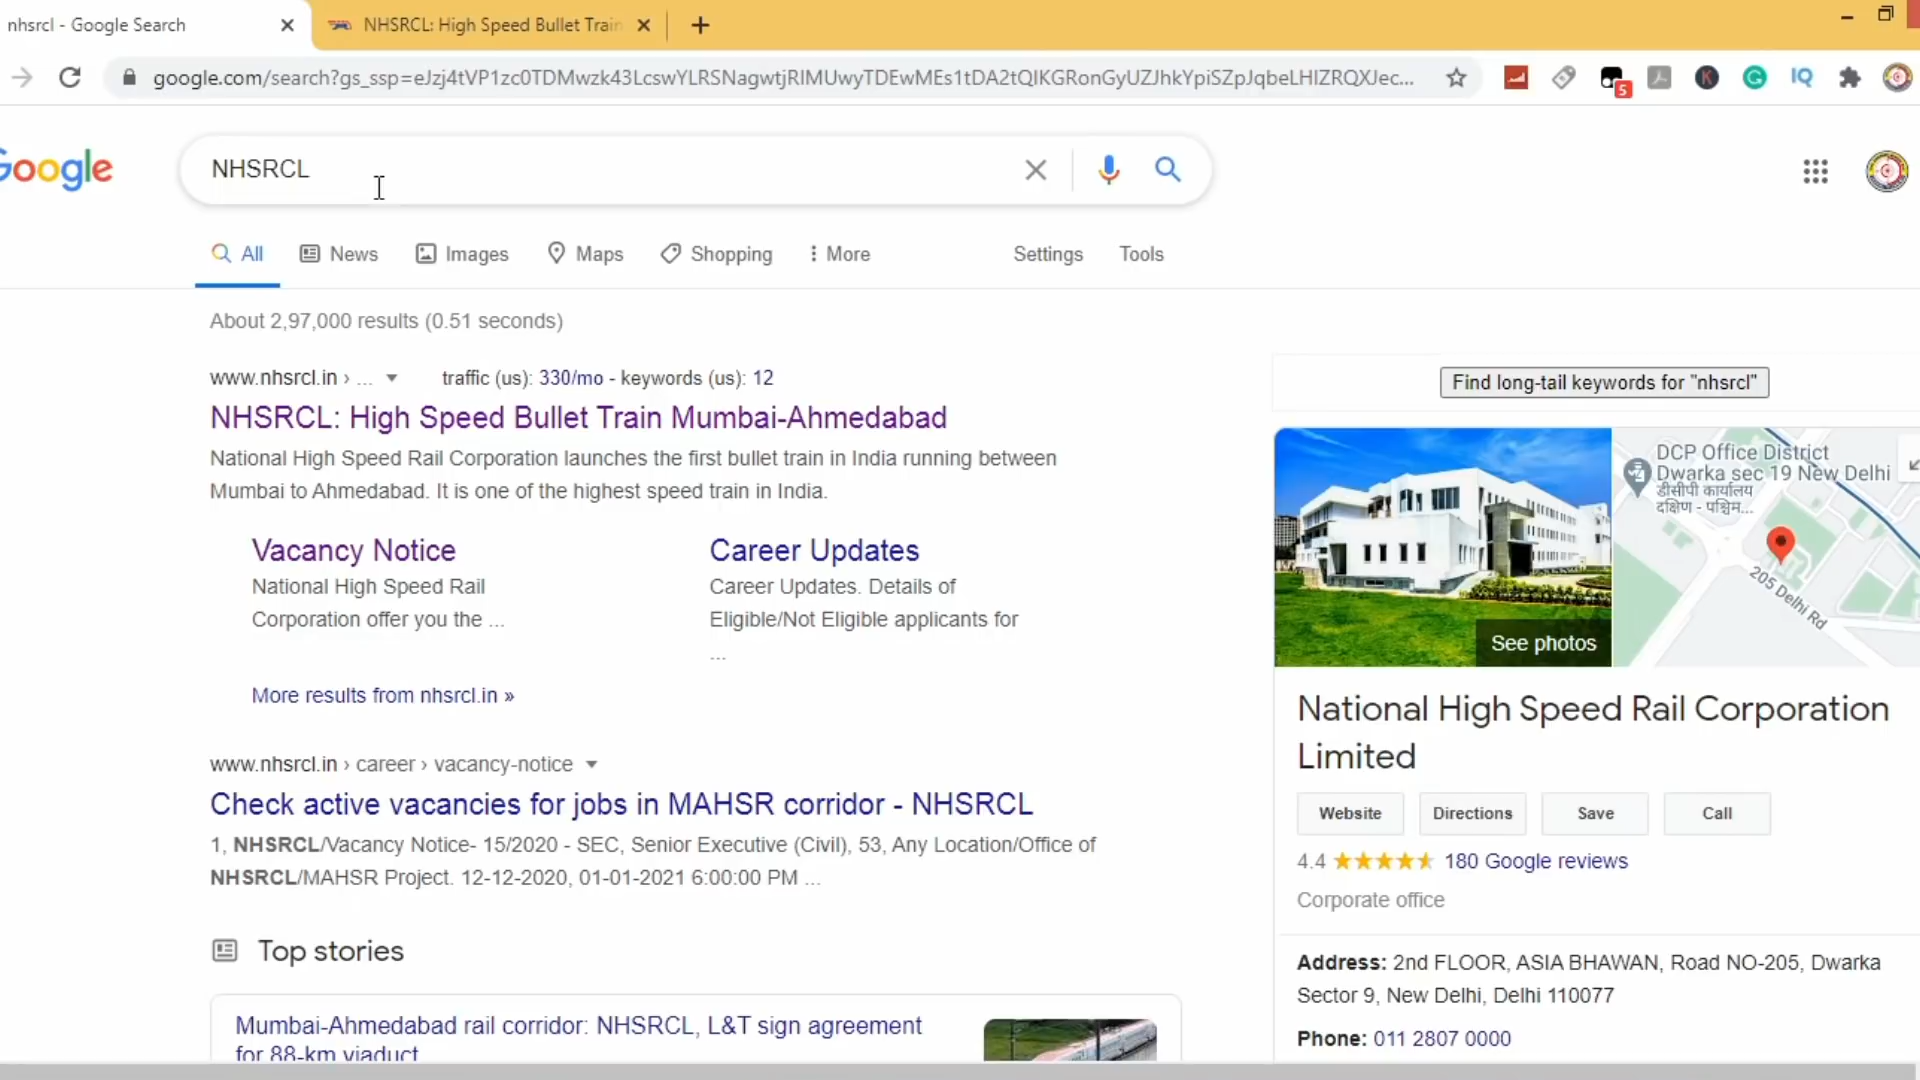 nhsrcl - Google Search
NHSRCL: High Speed Bullet Train
google.com/search?gs_ssp=eJzj4tVP1zc0TDMwzk43LcswYLRSNagwtjRIMUwyTDEwMEs1tDA2tQIKGRonGyUZJhkYpiSZpJqbeLHIZRQXJec...
5
IQ
Google
NHSRCL
All
News
Images
Maps
Shopping
More
Settings
Tools
About 2,97,000 results (0.51 seconds)
www.nhsrcl.in › ...
traffic (us): 330/mo - keywords (us): 12
NHSRCL: High Speed Bullet Train Mumbai-Ahmedabad
National High Speed Rail Corporation launches the first bullet train in India running between
Mumbai to Ahmedabad. It is one of the highest speed train in India.
Vacancy Notice
National High Speed Rail
Corporation offer you the ...
Career Updates
Career Updates. Details of
Eligible/Not Eligible applicants for
...
More results from nhsrcl.in »
www.nhsrcl.in › career › vacancy-notice
Check active vacancies for jobs in MAHSR corridor - NHSRCL
1, NHSRCL/Vacancy Notice- 15/2020 - SEC, Senior Executive (Civil), 53, Any Location/Office of
NHSRCL/MAHSR Project. 12-12-2020, 01-01-2021 6:00:00 PM ...
Top stories
Mumbai-Ahmedabad rail corridor: NHSRCL, L&T sign agreement
for 88-km viaduct
Find long-tail keywords for "nhsrcl"
See photos
DCP Office District
Dwarka sec 19 New Delhi
डीसीपी कार्यालय
दक्षिण - पश्चिम...
205 Delhi Rd
National High Speed Rail Corporation
Limited
Website
Directions
Save
Call
4.4
180 Google reviews
Corporate office
Address: 2nd FLOOR, ASIA BHAWAN, Road NO-205, Dwarka
Sector 9, New Delhi, Delhi 110077
Phone: 011 2807 0000